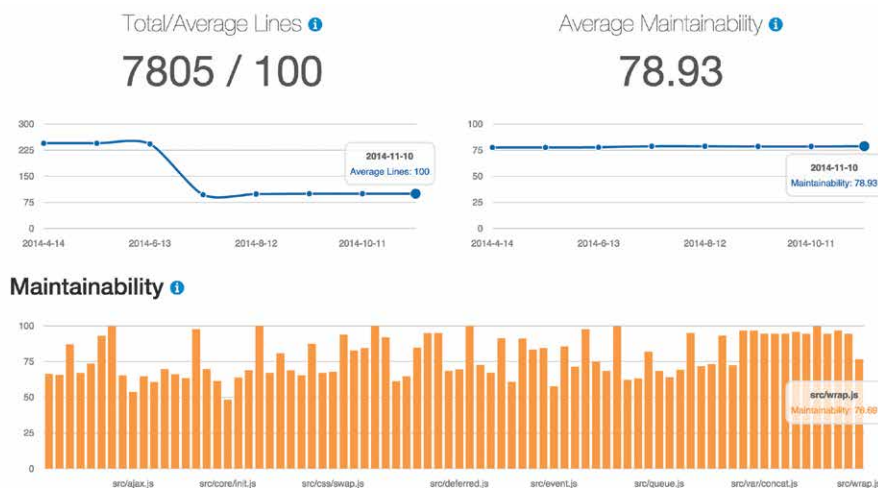 Total/Average Lines
7805 / 100
300
225
150
75
0
2014-11-10
Average Lines: 100
2014-4-14
2014-6-13
2014-8-12
2014-10-11
Average Maintainability
78.93
100
75
50
25
0
2014-11-10
Maintainability: 78.93
2014-4-14
2014-6-13
2014-8-12
2014-10-11
Maintainability
100
75
50
25
0
src/wrap.js
Maintainability: 76.69
src/ajax.js
src/core/init.js
src/css/swap.js
src/deferred.js
src/event.js
src/queue.js
src/var/concat.js
src/wrap.js